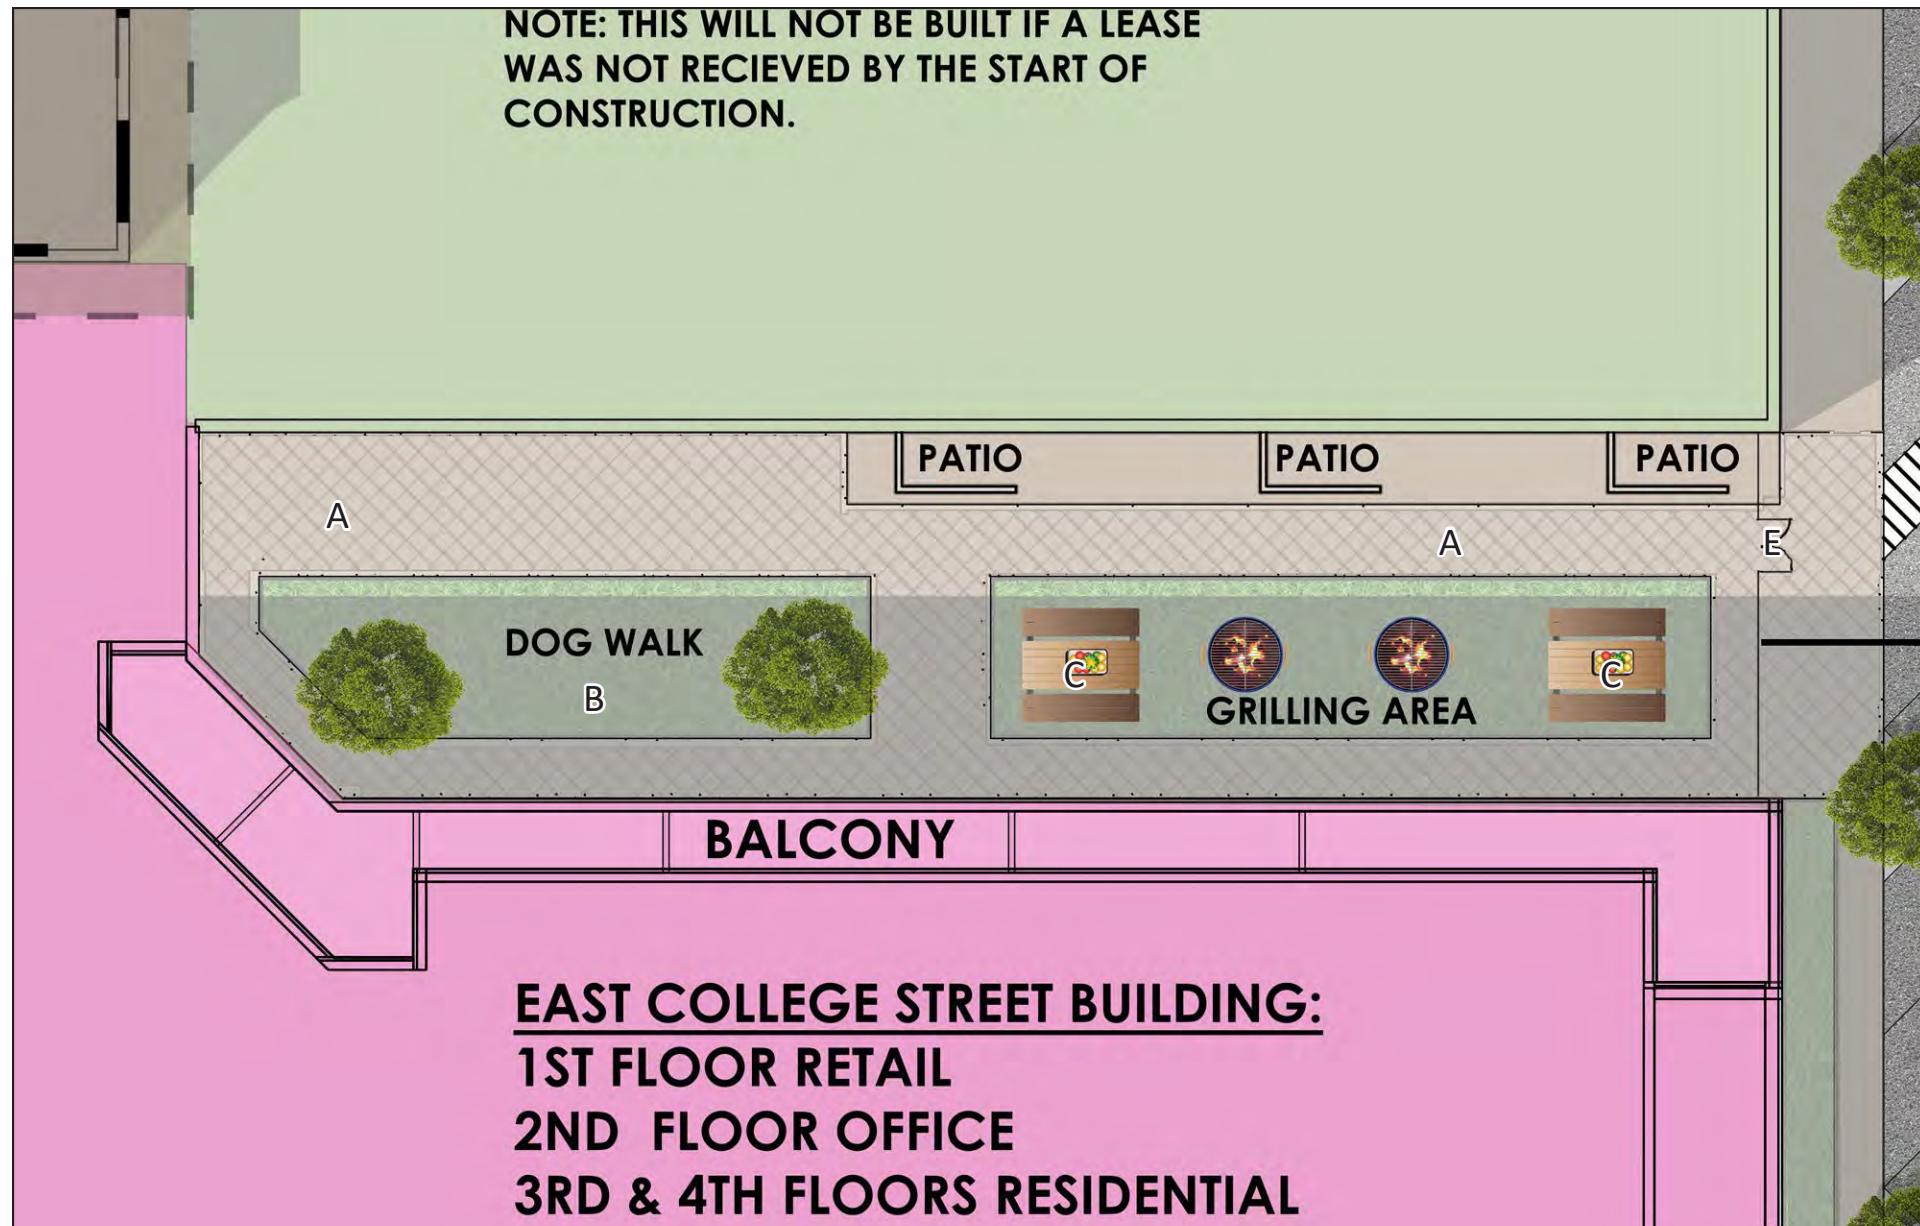 NOTE: THIS WILL NOT BE BUILT IF A LEASE
WAS NOT RECIEVED BY THE START OF
CONSTRUCTION.
PATIO
PATIO
PATIO
A
A
E
DOG WALK
B
C
C
GRILLING AREA
BALCONY
EAST COLLEGE STREET BUILDING:
1ST FLOOR RETAIL
2ND FLOOR OFFICE
3RD & 4TH FLOORS RESIDENTIAL